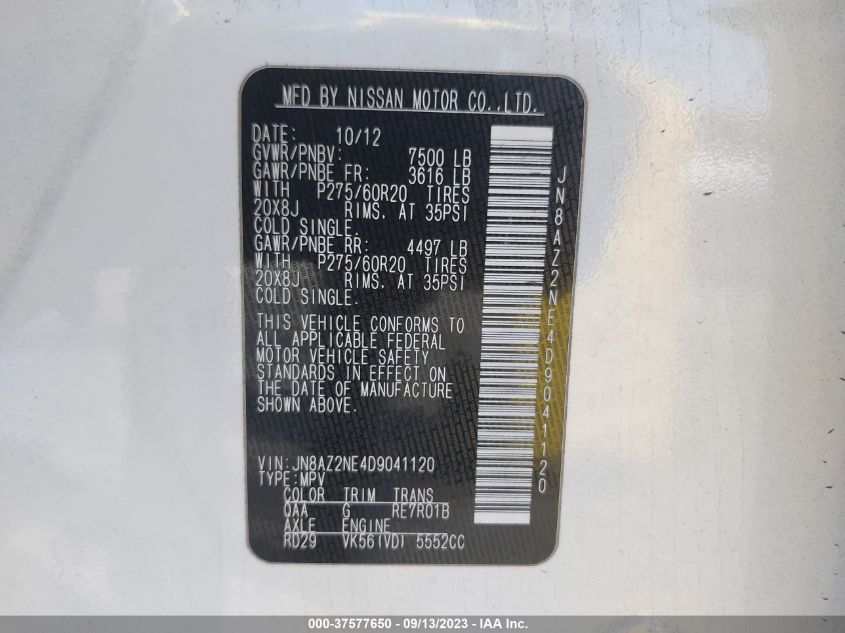 MFD BY NISSAN MOTOR CO.,LTD.
DATE: 10/12
GVWR/PNBV: 7500 LB
GAWR/PNBE FR: 3616 LB
WITH P275/60R20 TIRES
20X8J RIMS. AT 35PSI
COLD SINGLE.
GAWR/PNBE RR: 4497 LB
WITH P275/60R20 TIRES
20X8J RIMS. AT 35PSI
COLD SINGLE.
THIS VEHICLE CONFORMS TO
ALL APPLICABLE FEDERAL
MOTOR VEHICLE SAFETY
STANDARDS IN EFFECT ON
THE DATE OF MANUFACTURE
SHOWN ABOVE.
VIN:JN8AZ2NE4D9041120
TYPE:MPV
COLOR TRIM TRANS
QAA G RE7R01B
AXLE ENGINE
RD29 VK56(VD) 5552CC
JN8AZ2NE4D9041120
000-37577650 - 09/13/2023 - IAA Inc.